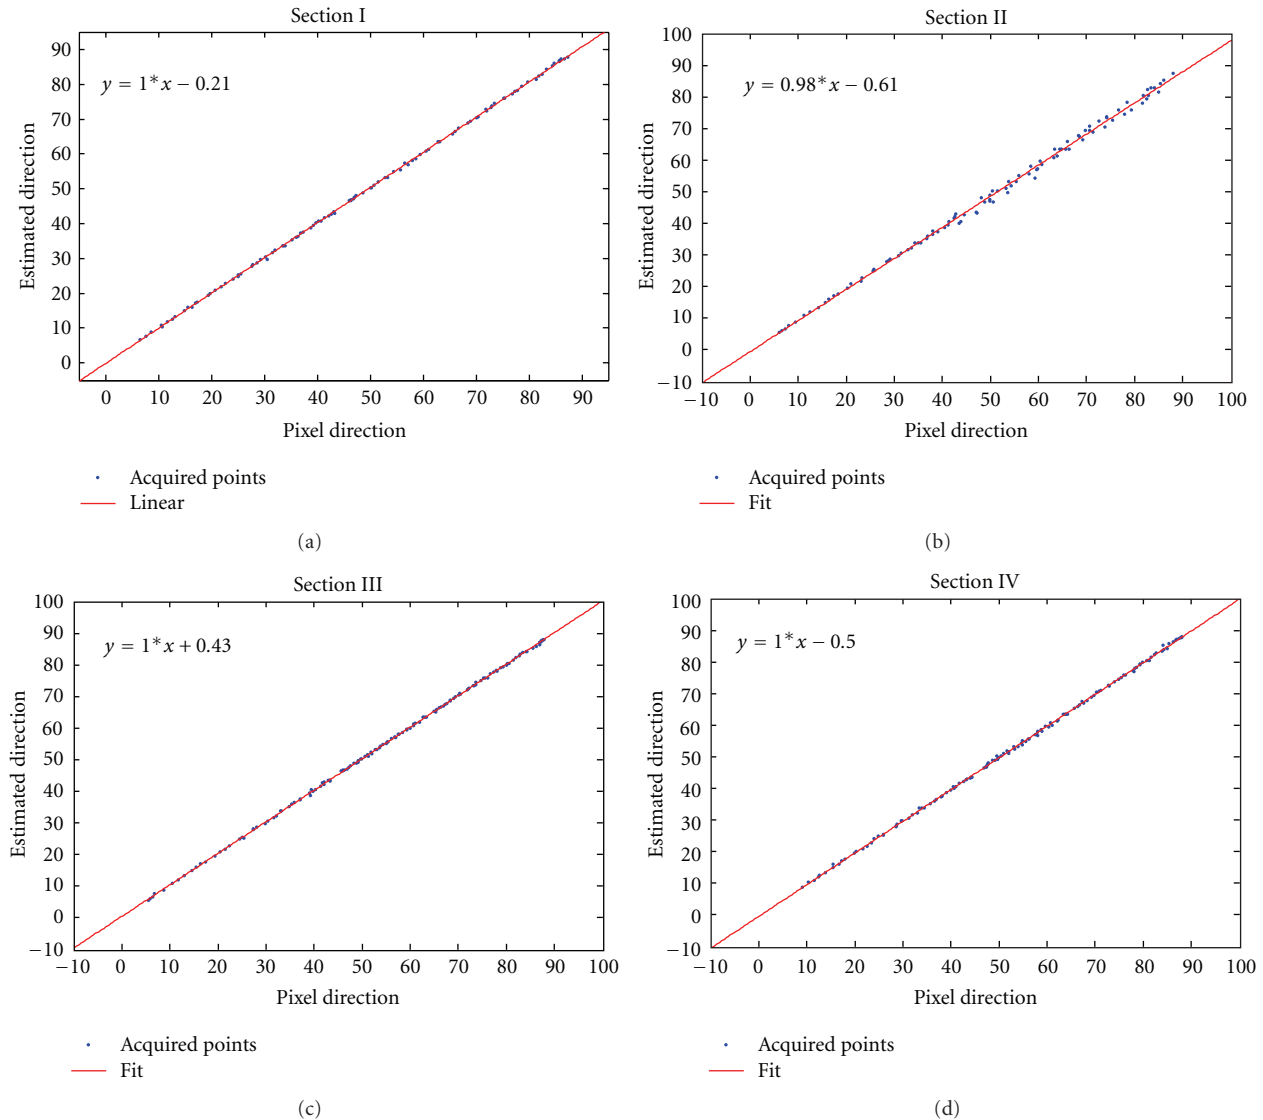 Section I
90
80
70
60
50
40
30
20
10
0
Estimated direction
y = 1*x − 0.21
0 10 20 30 40 50 60 70 80 90
Pixel direction
Acquired points
Linear
(a)
Section II
100
90
80
70
60
50
40
30
20
10
0
−10
Estimated direction
y = 0.98*x − 0.61
−10 0 10 20 30 40 50 60 70 80 90 100
Pixel direction
Acquired points
Fit
(b)
Section III
100
90
80
70
60
50
40
30
20
10
0
−10
Estimated direction
y = 1*x + 0.43
−10 0 10 20 30 40 50 60 70 80 90 100
Pixel direction
Acquired points
Fit
(c)
Section IV
100
90
80
70
60
50
40
30
20
10
0
−10
Estimated direction
y = 1*x − 0.5
−10 0 10 20 30 40 50 60 70 80 90 100
Pixel direction
Acquired points
Fit
(d)